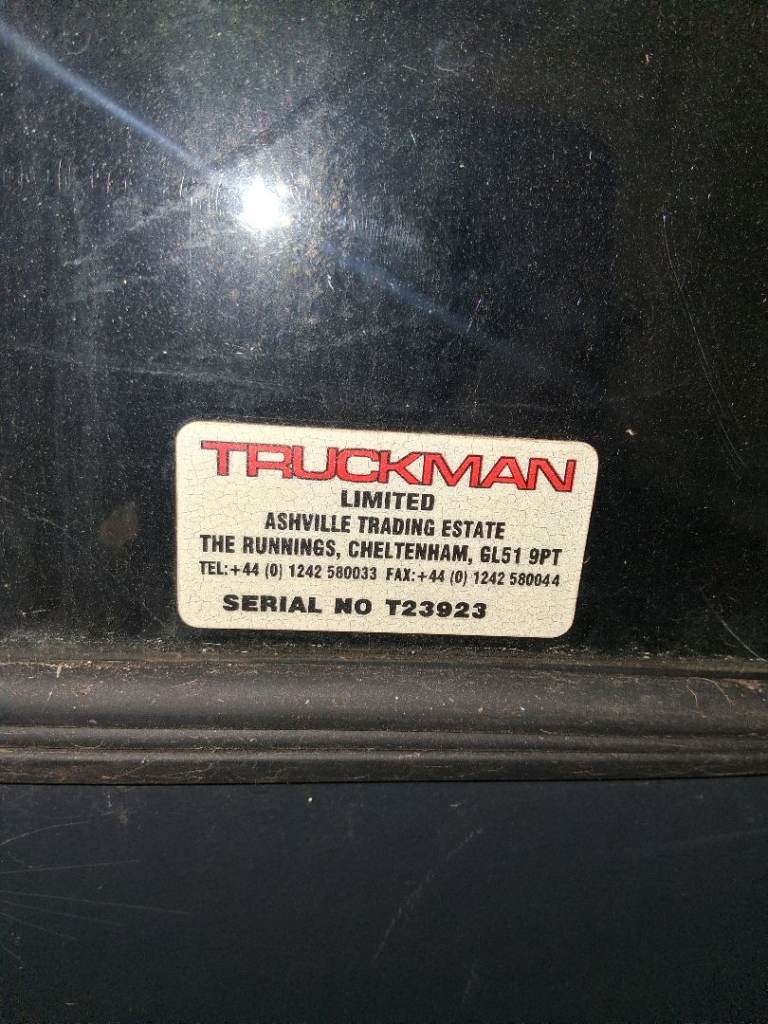 TRUCKMAN
LIMITED
ASHVILLE TRADING ESTATE
THE RUNNINGS, CHELTENHAM, GL51 9PT
TEL:+44 (0) 1242 580033 FAX:+44 (0) 1242 580044
SERIAL NO T23923